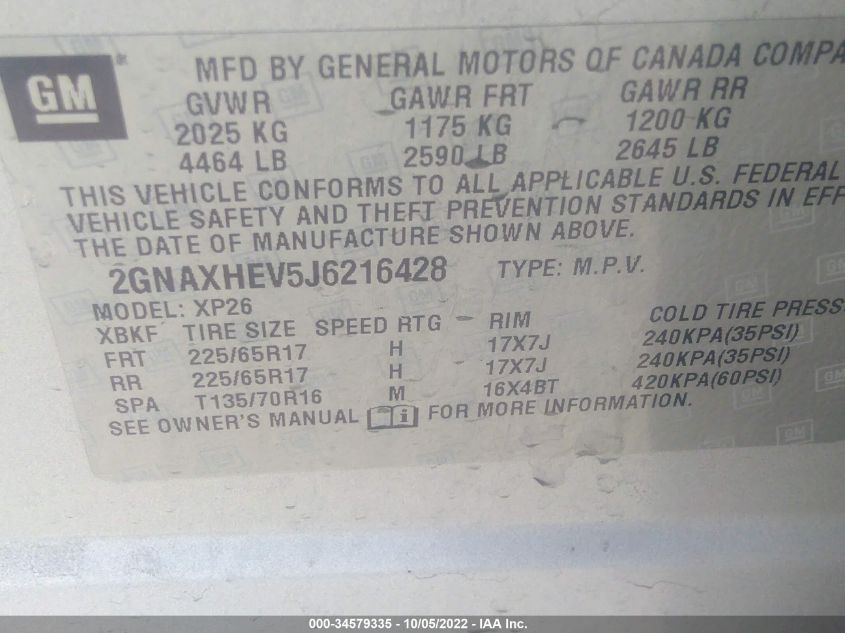 GM
MFD BY GENERAL MOTORS OF CANADA COMPA
GVWR GAWR FRT GAWR RR
2025 KG 1175 KG 1200 KG
4464 LB 2590 LB 2645 LB
THIS VEHICLE CONFORMS TO ALL APPLICABLE U.S. FEDERAL
VEHICLE SAFETY AND THEFT PREVENTION STANDARDS IN EFF
THE DATE OF MANUFACTURE SHOWN ABOVE.
2GNAXHEV5J6216428 TYPE: M.P.V.
MODEL: XP26
XBKF TIRE SIZE SPEED RTG RIM COLD TIRE PRESS
FRT 225/65R17 H 17X7J 240KPA(35PSI)
RR 225/65R17 H 17X7J 240KPA(35PSI)
SPA T135/70R16 M 16X4BT 420KPA(60PSI)
SEE OWNER'S MANUAL FOR MORE INFORMATION.
000-34579335 - 10/05/2022 - IAA Inc.